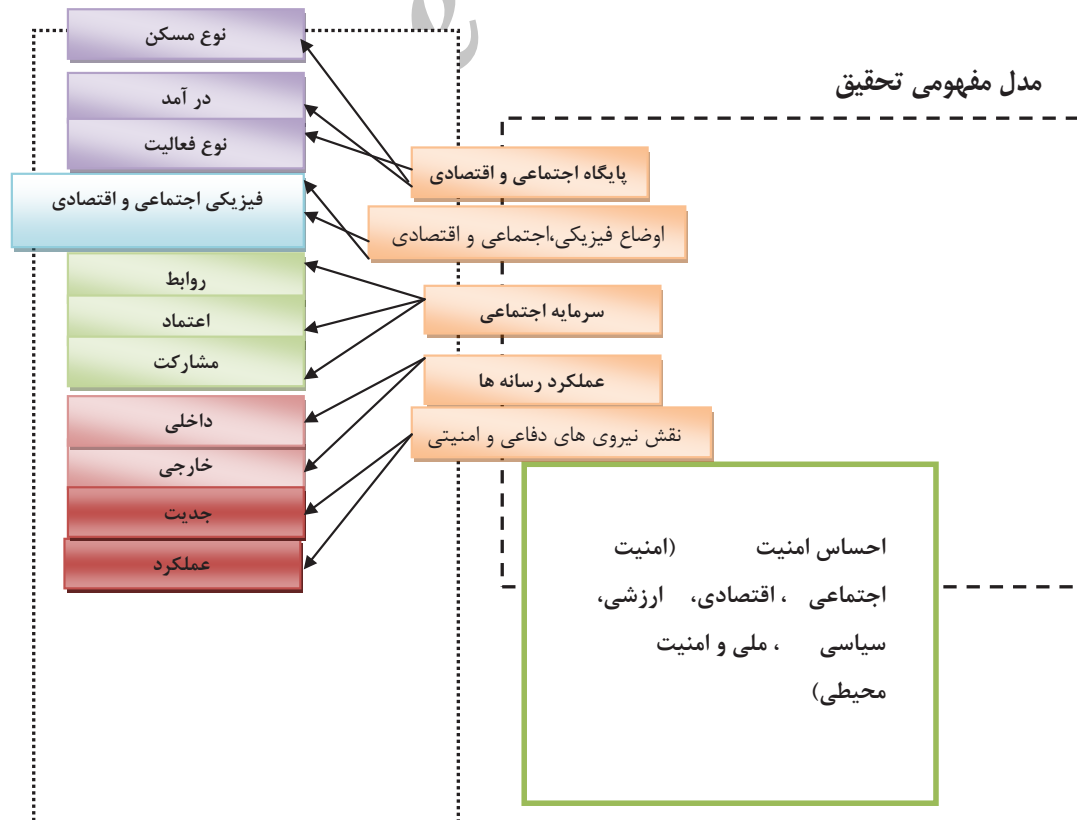 مدل مفهومی تحقیق
نوع مسکن
در آمد
نوع فعالیت
فیزیکی اجتماعی و اقتصادی
روابط
اعتماد
مشارکت
داخلی
خارجی
جدیت
عملکرد
پایگاه اجتماعی و اقتصادی
اوضاع فیزیکی،اجتماعی و اقتصادی
سرمایه اجتماعی
عملکرد رسانه ها
نقش نیروی های دفاعی و امنیتی
احساس امنیت (امنیت
اجتماعی ، اقتصادی، ارزشی،
سیاسی ، ملی و امنیت
محیطی)